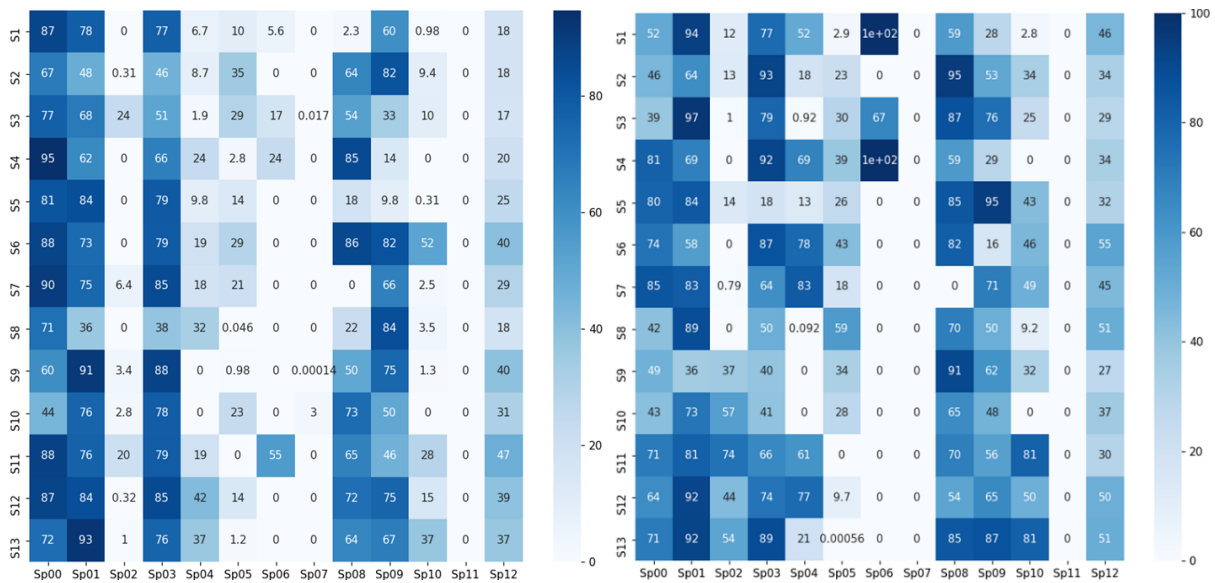 S1 87 78 0 77 6.7 10 5.6 0 2.3 60 0.98 0 18
S2 67 48 0.31 46 8.7 35 0 0 64 82 9.4 0 18
S3 77 68 24 51 1.9 29 17 0.017 54 33 10 0 17
S4 95 62 0 66 24 2.8 24 0 85 14 0 0 20
S5 81 84 0 79 9.8 14 0 0 18 9.8 0.31 0 25
S6 88 73 0 79 19 29 0 0 86 82 52 0 40
S7 90 75 6.4 85 18 21 0 0 0 66 2.5 0 29
S8 71 36 0 38 32 0.046 0 0 22 84 3.5 0 18
S9 60 91 3.4 88 0 0.98 0 0.00014 50 75 1.3 0 40
S10 44 76 2.8 78 0 23 0 3 73 50 0 0 31
S11 88 76 20 79 19 0 55 0 65 46 28 0 47
S12 87 84 0.32 85 42 14 0 0 72 75 15 0 39
S13 72 93 1 76 37 1.2 0 0 64 67 37 0 37
Sp00 Sp01 Sp02 Sp03 Sp04 Sp05 Sp06 Sp07 Sp08 Sp09 Sp10 Sp11 Sp12
80
60
40
20
0
S1 52 94 12 77 52 2.9 1e+02 0 59 28 2.8 0 46
S2 46 64 13 93 18 23 0 0 95 53 34 0 34
S3 39 97 1 79 0.92 30 67 0 87 76 25 0 29
S4 81 69 0 92 69 39 1e+02 0 59 29 0 0 34
S5 80 84 14 18 13 26 0 0 85 95 43 0 32
S6 74 58 0 87 78 43 0 0 82 16 46 0 55
S7 85 83 0.79 64 83 18 0 0 0 71 49 0 45
S8 42 89 0 50 0.092 59 0 0 70 50 9.2 0 51
S9 49 36 37 40 0 34 0 0 91 62 32 0 27
S10 43 73 57 41 0 28 0 0 65 48 0 0 37
S11 71 81 74 66 61 0 0 0 70 56 81 0 30
S12 64 92 44 74 77 9.7 0 0 54 65 50 0 50
S13 71 92 54 89 21 0.00056 0 0 85 87 81 0 51
Sp00 Sp01 Sp02 Sp03 Sp04 Sp05 Sp06 Sp07 Sp08 Sp09 Sp10 Sp11 Sp12
100
80
60
40
20
0